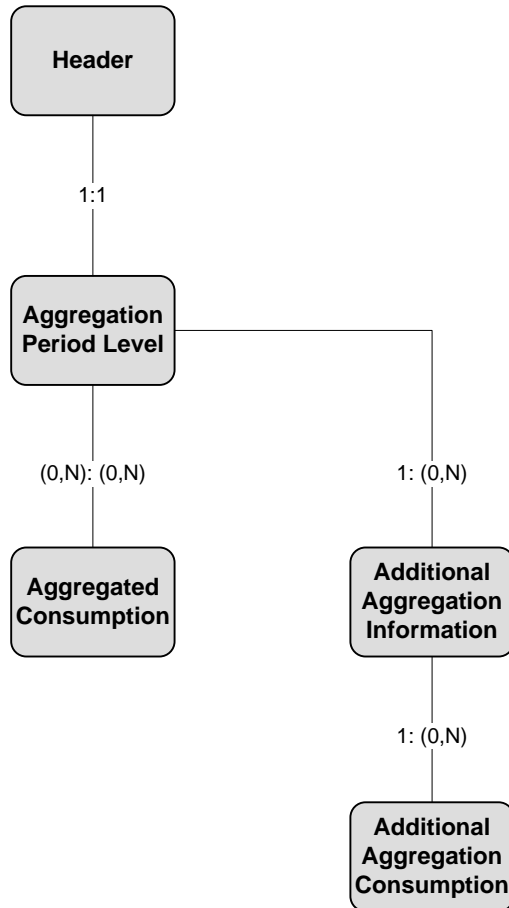 Header
1:1
Aggregation
Period Level
(0,N): (0,N)
1: (0,N)
Aggregated
Consumption
Additional
Aggregation
Information
1: (0,N)
Additional
Aggregation
Consumption